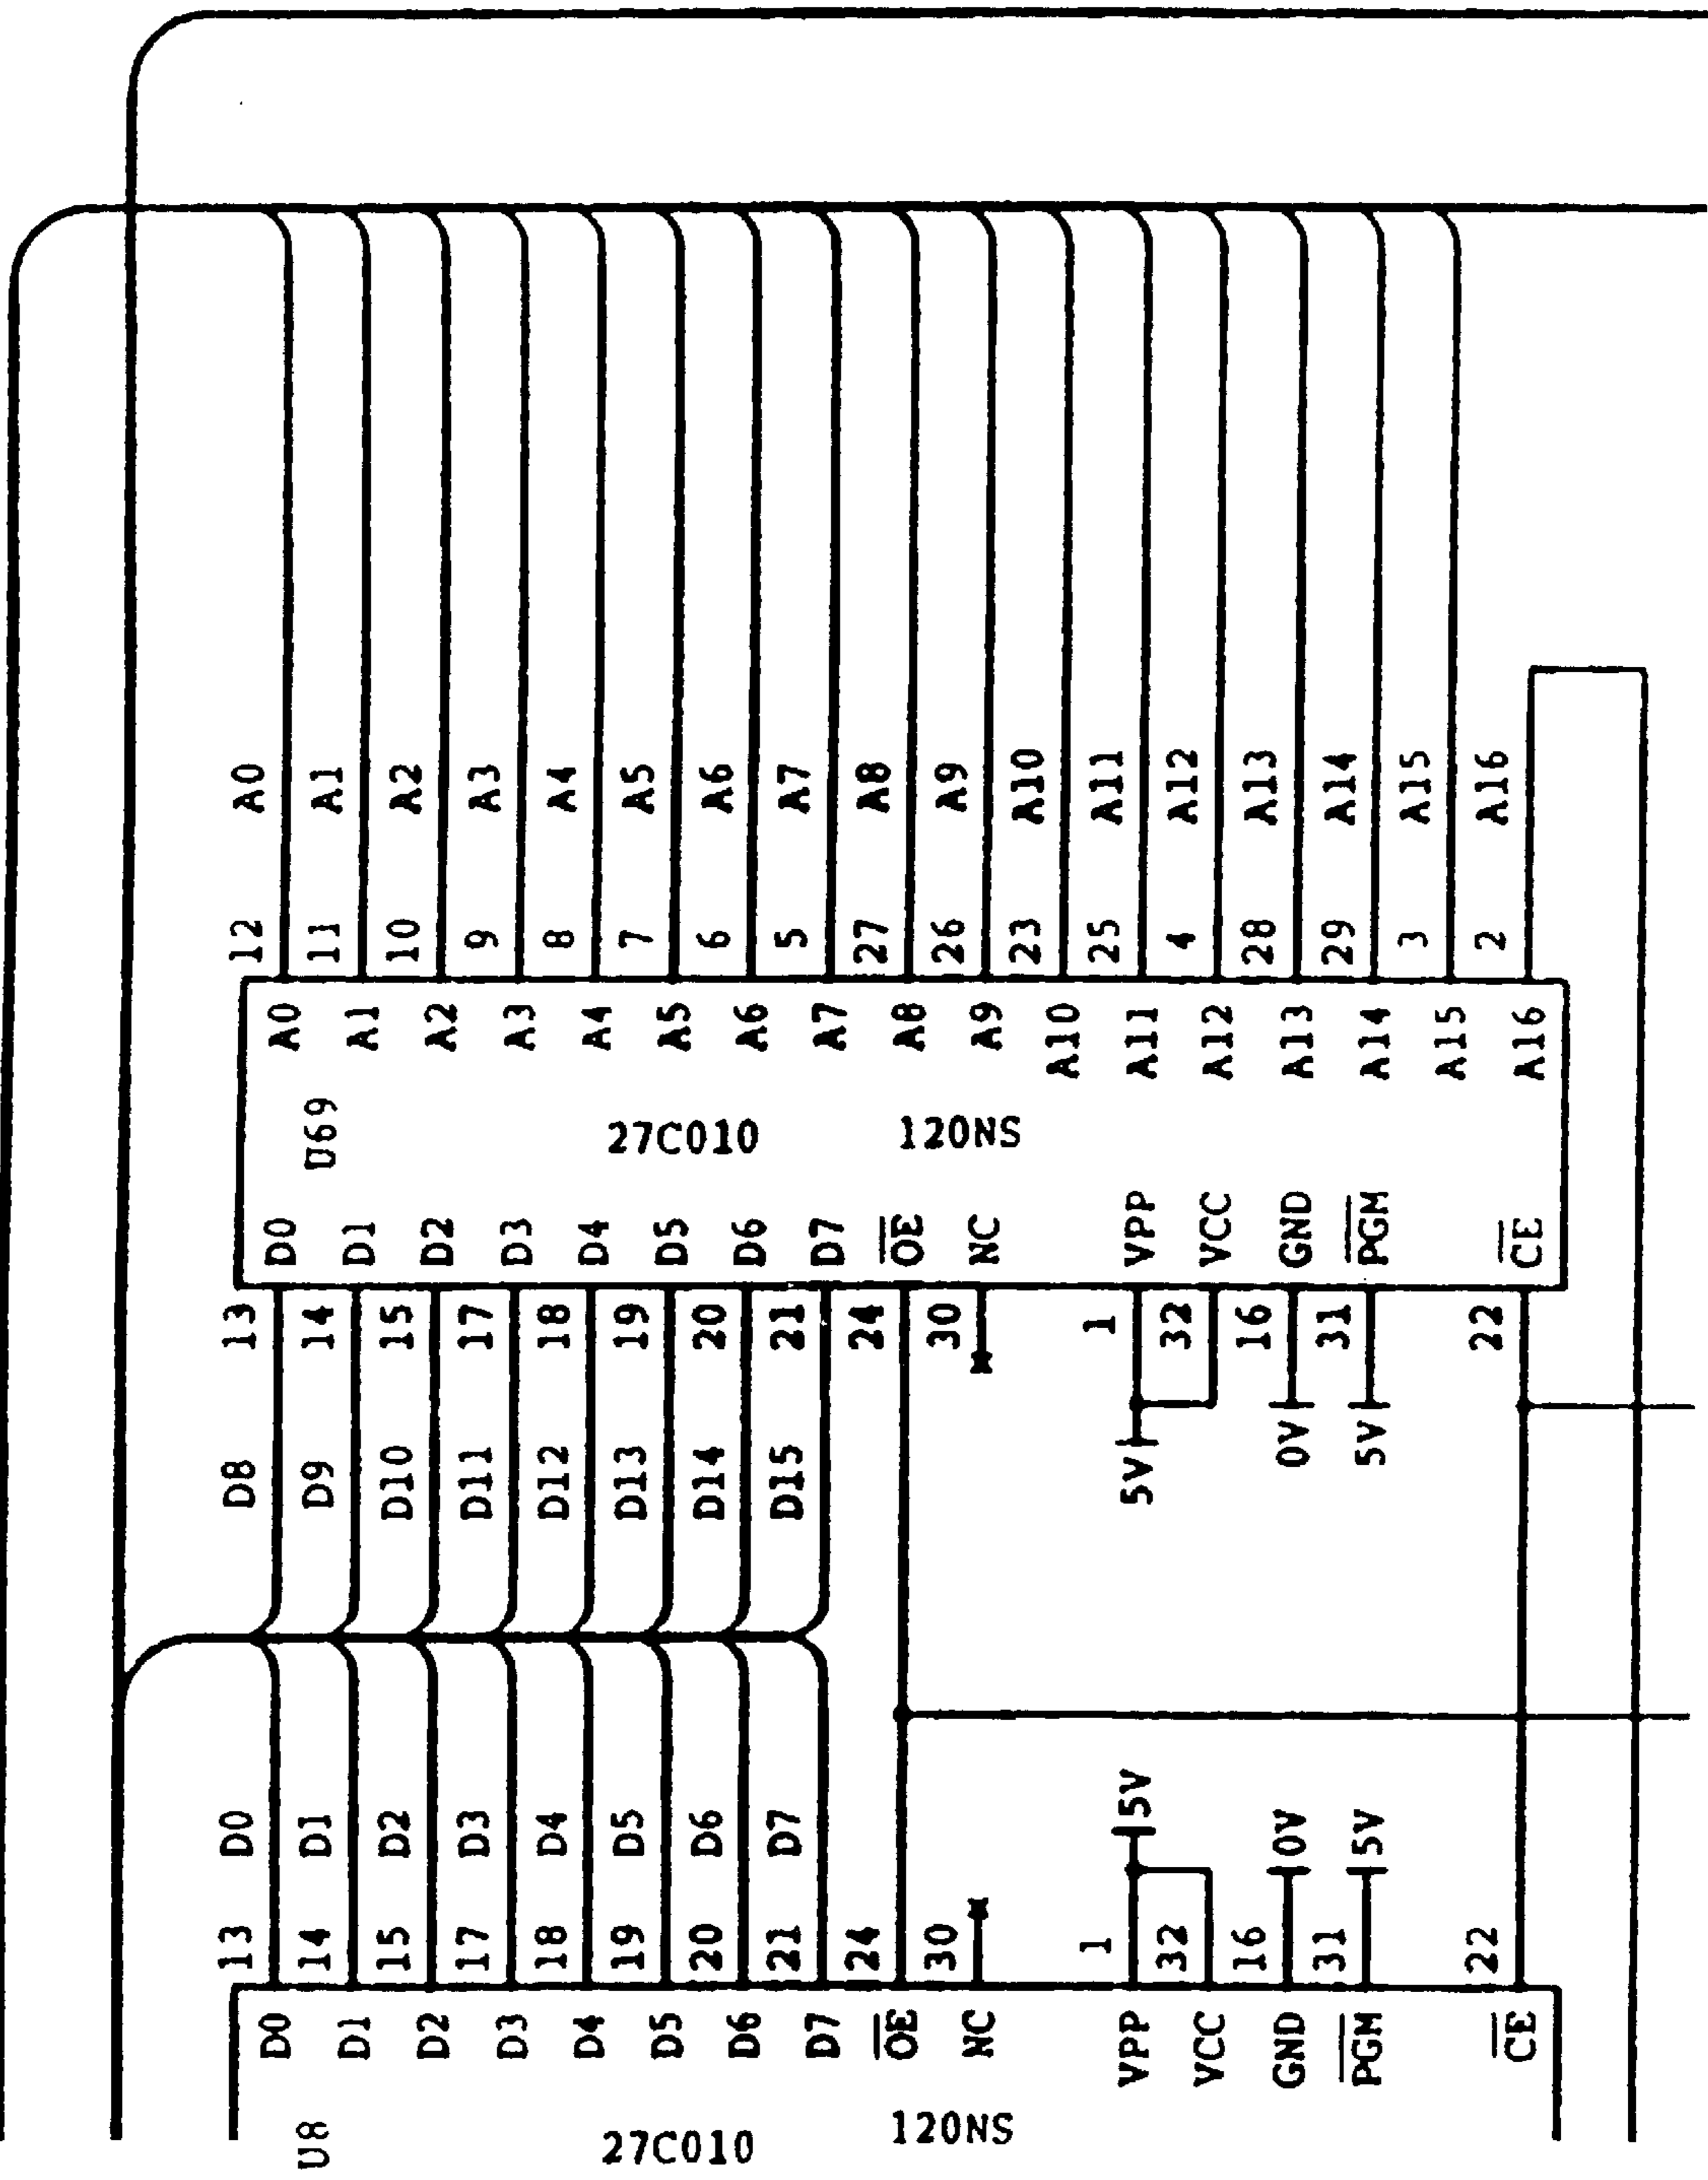 13 D0 D8 13 12 A0
D0 D0 A0
U8 14 D1 D9 14 U69 11 A1
D1 D1 A1
15 D2 D10 15 10 A2
D2 D2 A2
17 D3 D11 17 9 A3
D3 D3 A3
18 D4 D12 18 8 A4
D4 D4 A4
19 D5 D13 19 7 A5
27C010 D5 D5 27C010 A5
20 D6 D14 20 6 A6
D6 D6 A6
21 D7 D15 21 5 A7
D7 D7 A7
24 24 27 A8
OE OE A8
120NS 30 30 120NS 26 A9
NC NC A9
23 A10
A10
1 1 25 A11
VPP 5V 5V VPP A11
32 32 4 A12
VCC VCC A12
16 16 28 A13
GND 0V 0V GND A13
31 31 29 A14
PGM 5V 5V PGM A14
3 A15
A15
22 22 2 A16
CE CE A16